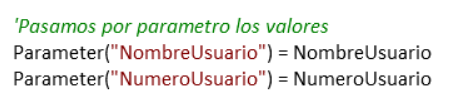 'Pasamos por parametro los valores
Parameter("NombreUsuario") = NombreUsuario
Parameter("NumeroUsuario") = NumeroUsuario